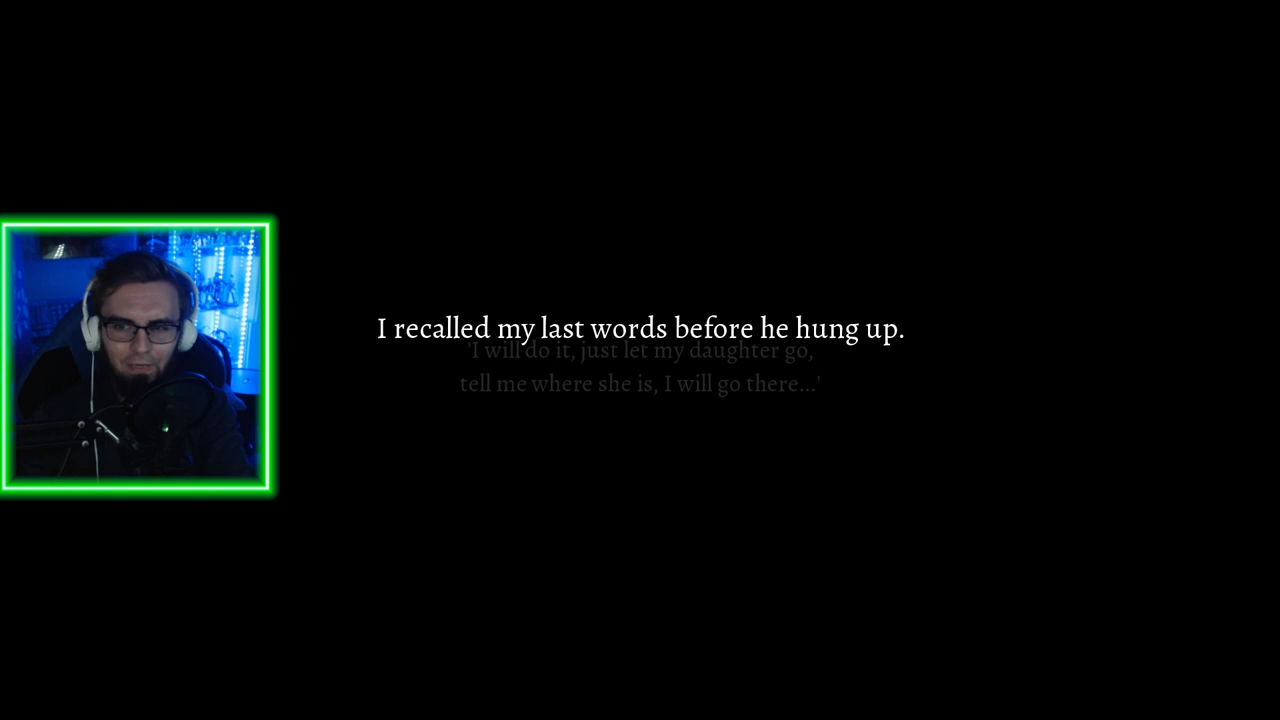 I recalled my last words before he hung up.
'I will do it, just let my daughter go,
tell me where she is, I will go there...'